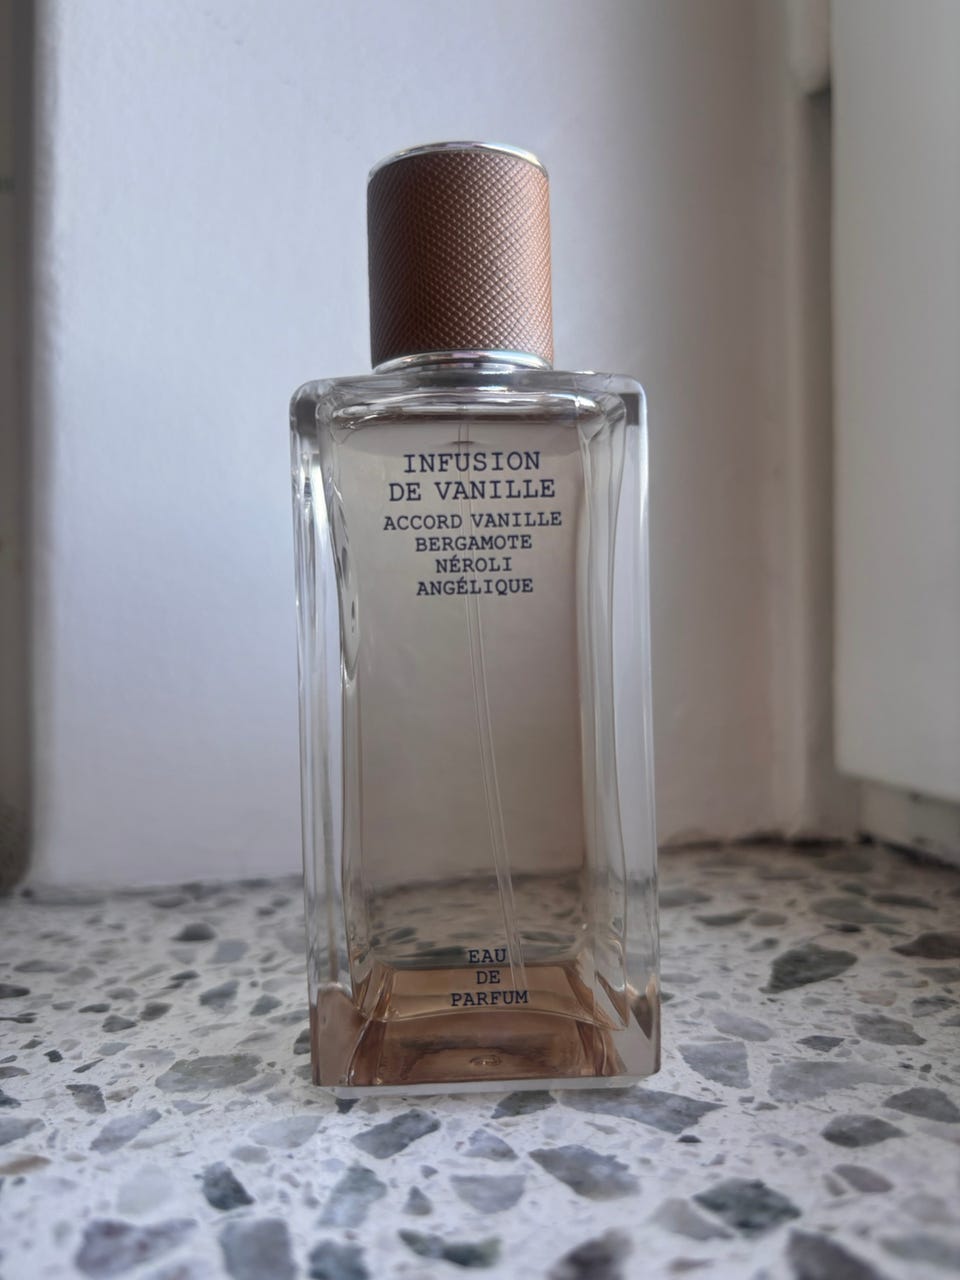 INFUSION
DE VANILLE
ACCORD VANILLE
BERGAMOTE
NÉROLI
ANGÉLIQUE
EAU
DE
PARFUM